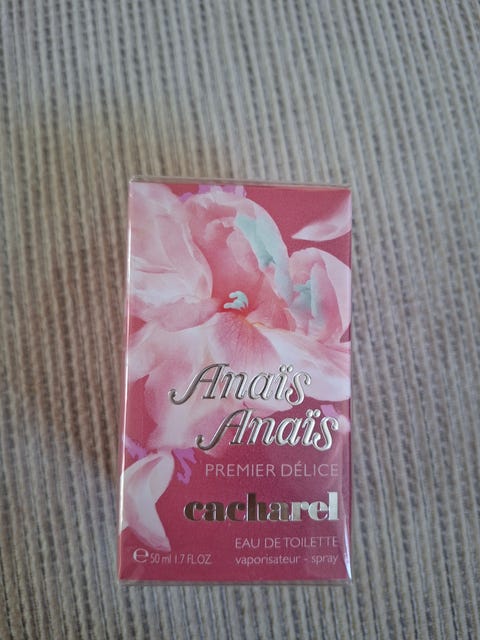 Anaïs
Anaïs
PREMIER DÉLICE
cacharel
EAU DE TOILETTE
℮ 50 ml 1.7 FL.OZ. vaporisateur - spray